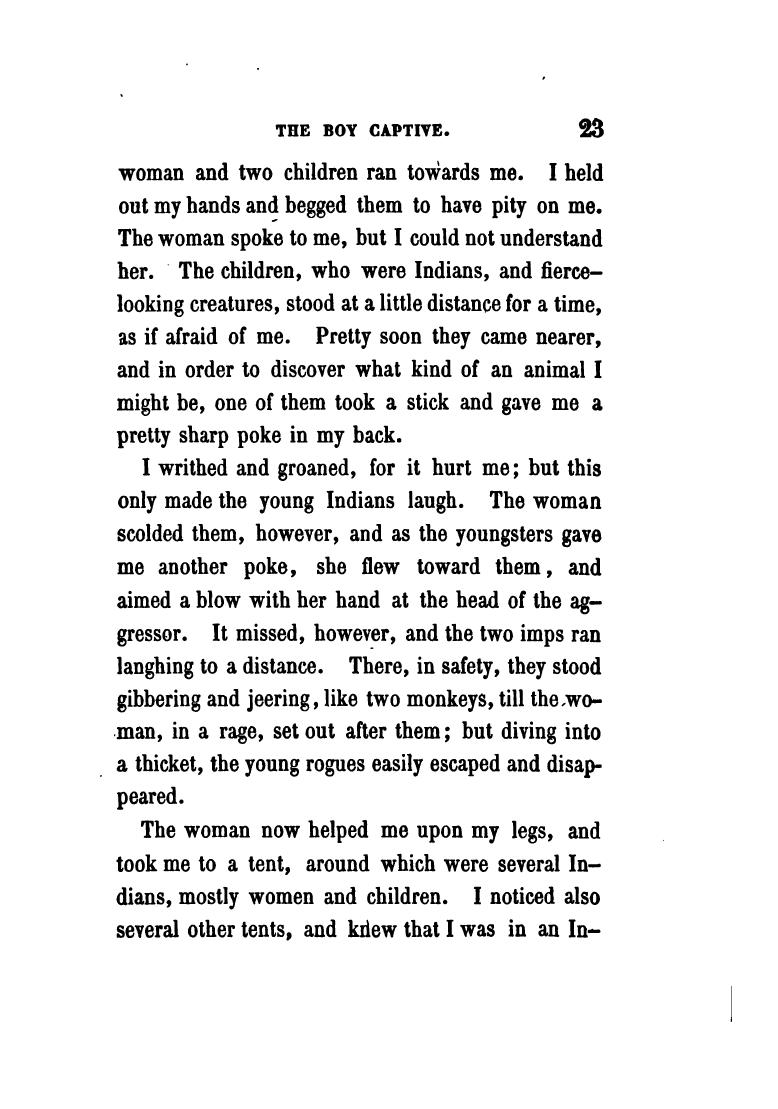 THE BOY CAPTIVE. 23
woman and two children ran towards me. I held
out my hands and begged them to have pity on me.
The woman spoke to me, but I could not understand
her. The children, who were Indians, and fierce-
looking creatures, stood at a little distance for a time,
as if afraid of me. Pretty soon they came nearer,
and in order to discover what kind of an animal I
might be, one of them took a stick and gave me a
pretty sharp poke in my back.
I writhed and groaned, for it hurt me; but this
only made the young Indians laugh. The woman
scolded them, however, and as the youngsters gave
me another poke, she flew toward them, and
aimed a blow with her hand at the head of the ag-
gressor. It missed, however, and the two imps ran
langhing to a distance. There, in safety, they stood
gibbering and jeering, like two monkeys, till the wo-
man, in a rage, set out after them; but diving into
a thicket, the young rogues easily escaped and disap-
peared.
The woman now helped me upon my legs, and
took me to a tent, around which were several In-
dians, mostly women and children. I noticed also
several other tents, and knew that I was in an In-